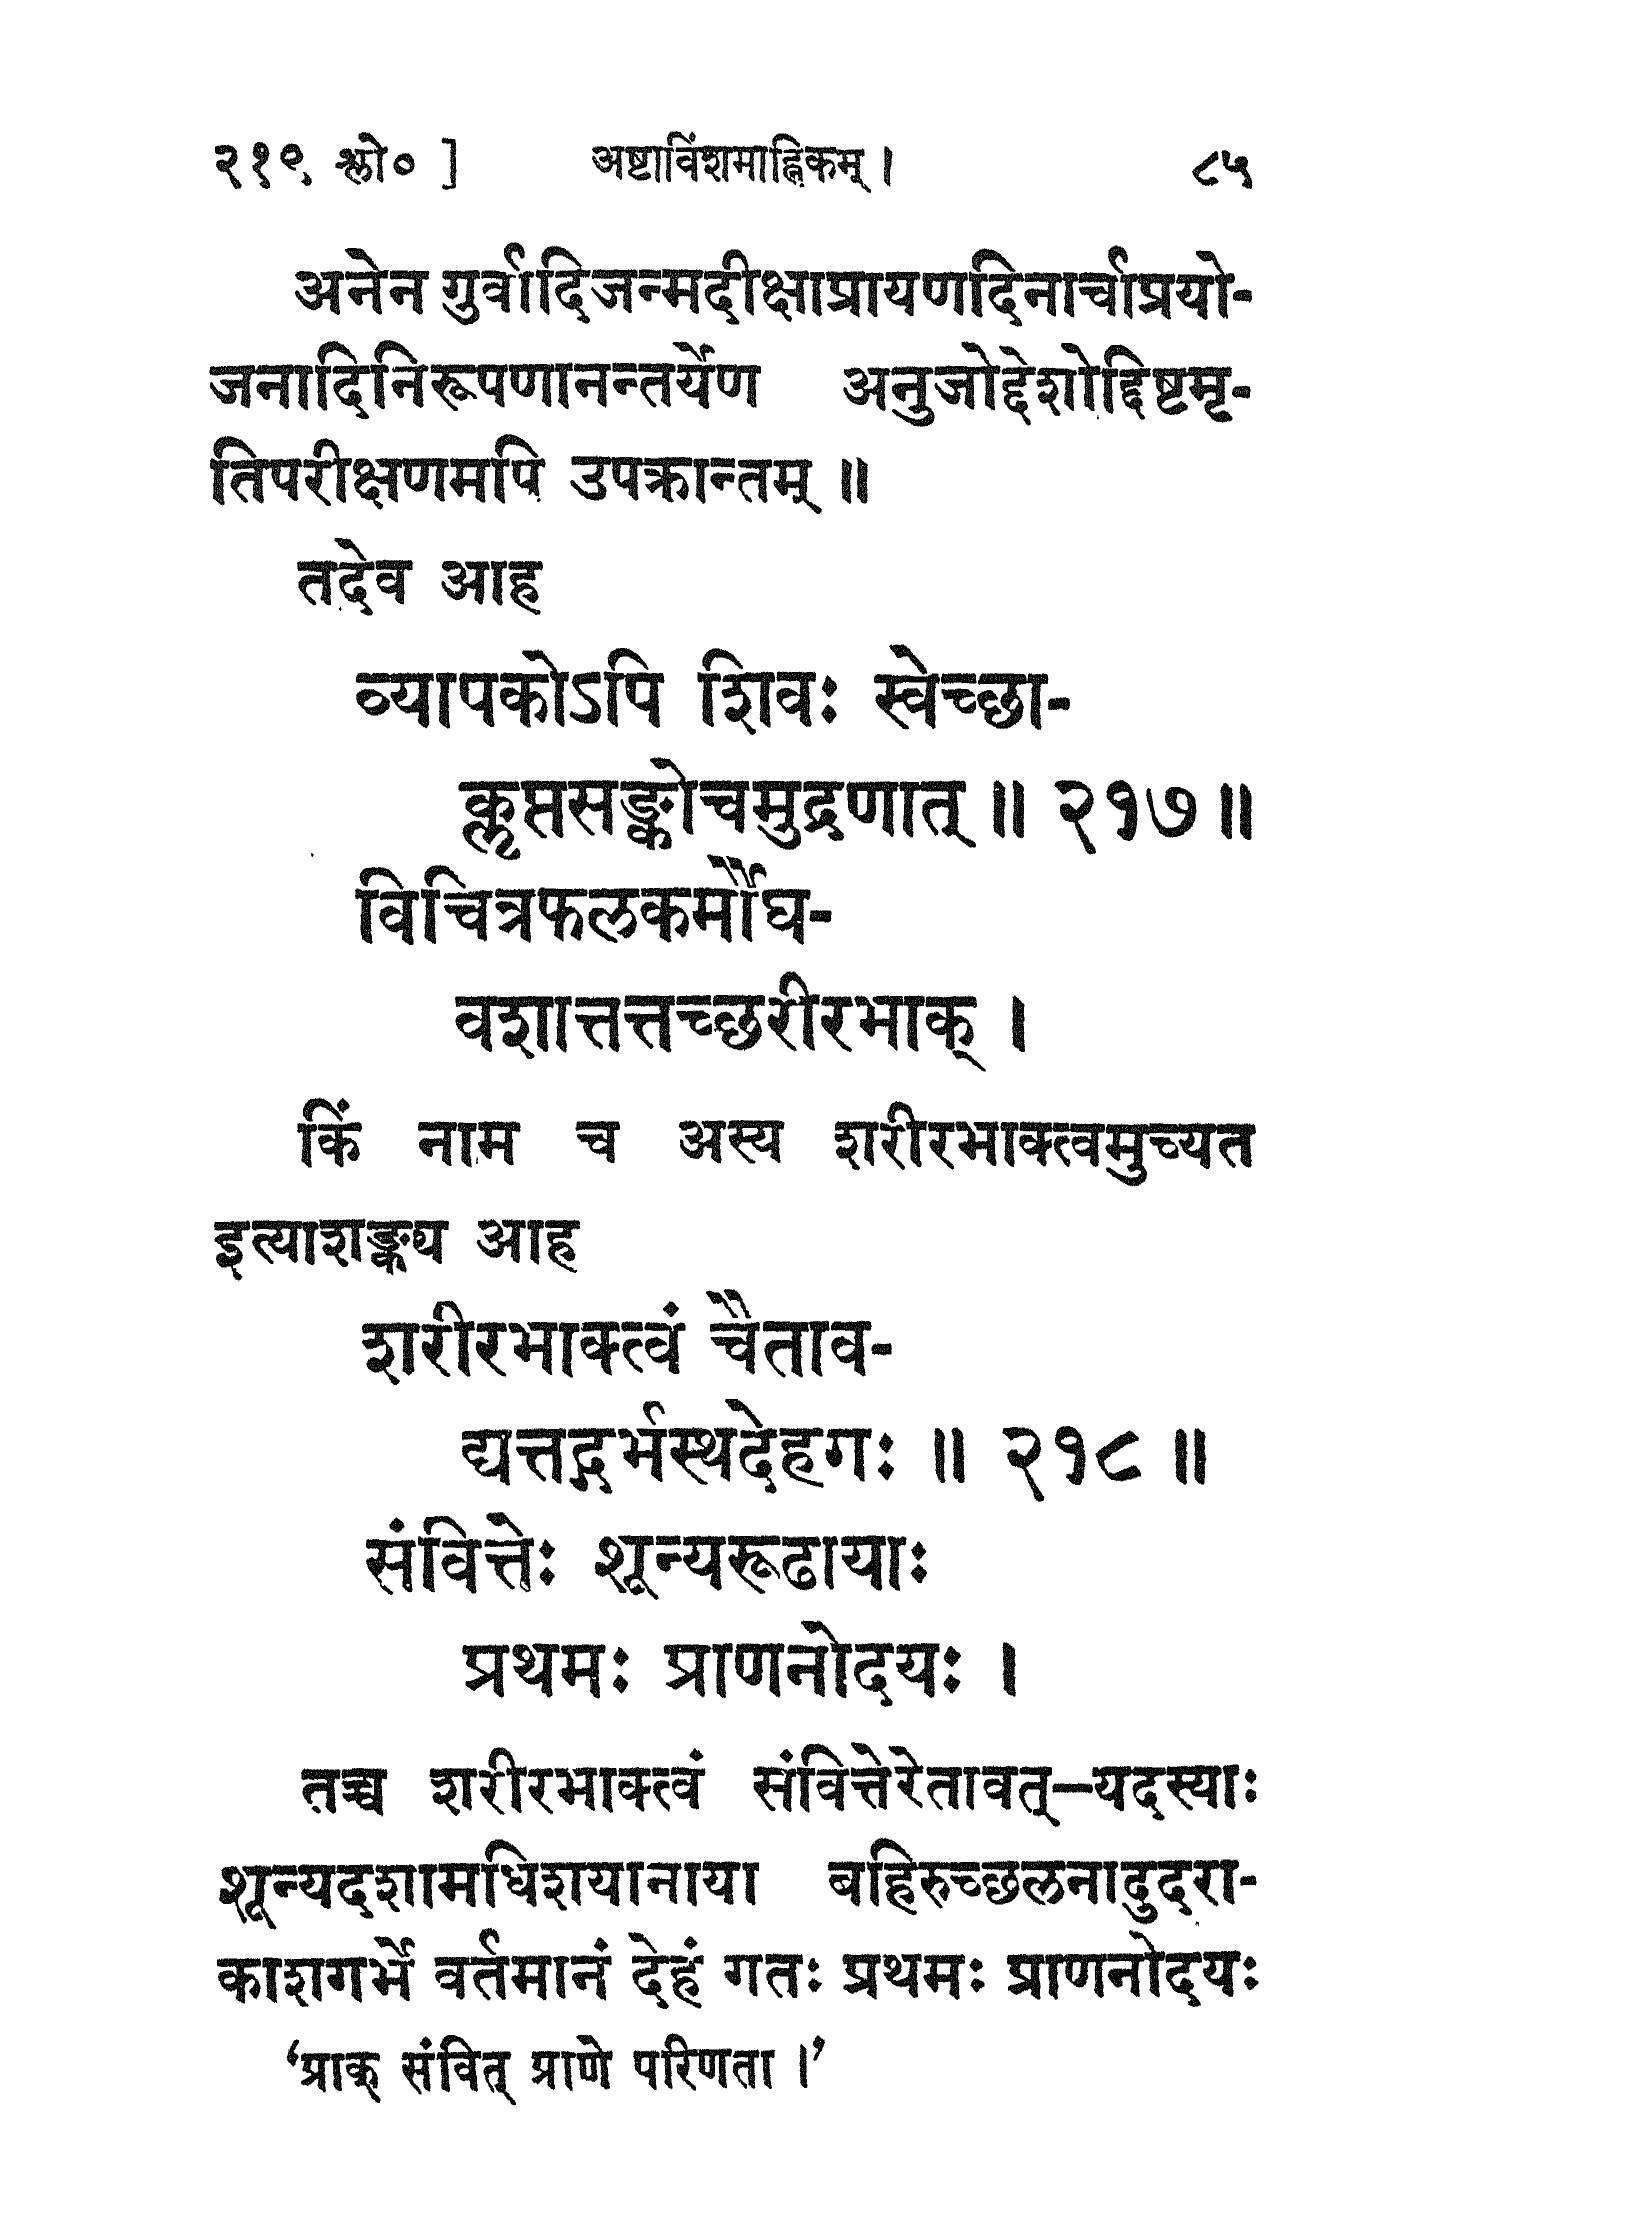 २१९ श्लो० ] अष्टाविंशमाह्निकम् । ८५
अनेन गुर्वादिजन्मदीक्षाप्रायणदिनार्चाप्रयो-
जनादिनिरूपणानन्तर्येण अनुजोद्देशोद्दिष्टमृ-
तिपरीक्षणमपि उपक्रान्तम् ॥
तदेव आह
व्यापकोऽपि शिवः स्वेच्छा-
कॢप्तसङ्कोचमुद्रणात् ॥ २१७ ॥
विचित्रफलकर्मौघ-
वशात्तत्तच्छरीरभाक् ।
किं नाम च अस्य शरीरभाक्त्वमुच्यत
इत्याशङ्क्य आह
शरीरभाक्त्वं चैताव-
द्यत्तद्गर्भस्थदेहगः ॥ २१८ ॥
संवित्तेः शून्यरूढायाः
प्रथमः प्राणनोदयः ।
तच्च शरीरभाक्त्वं संवित्तेरेतावत्—यदस्याः
शून्यदशामधिशयानाया बहिरुच्छलनादुदरा-
काशगर्भे वर्तमानं देहं गतः प्रथमः प्राणनोदयः
‘प्राक् संवित् प्राणे परिणता ।’